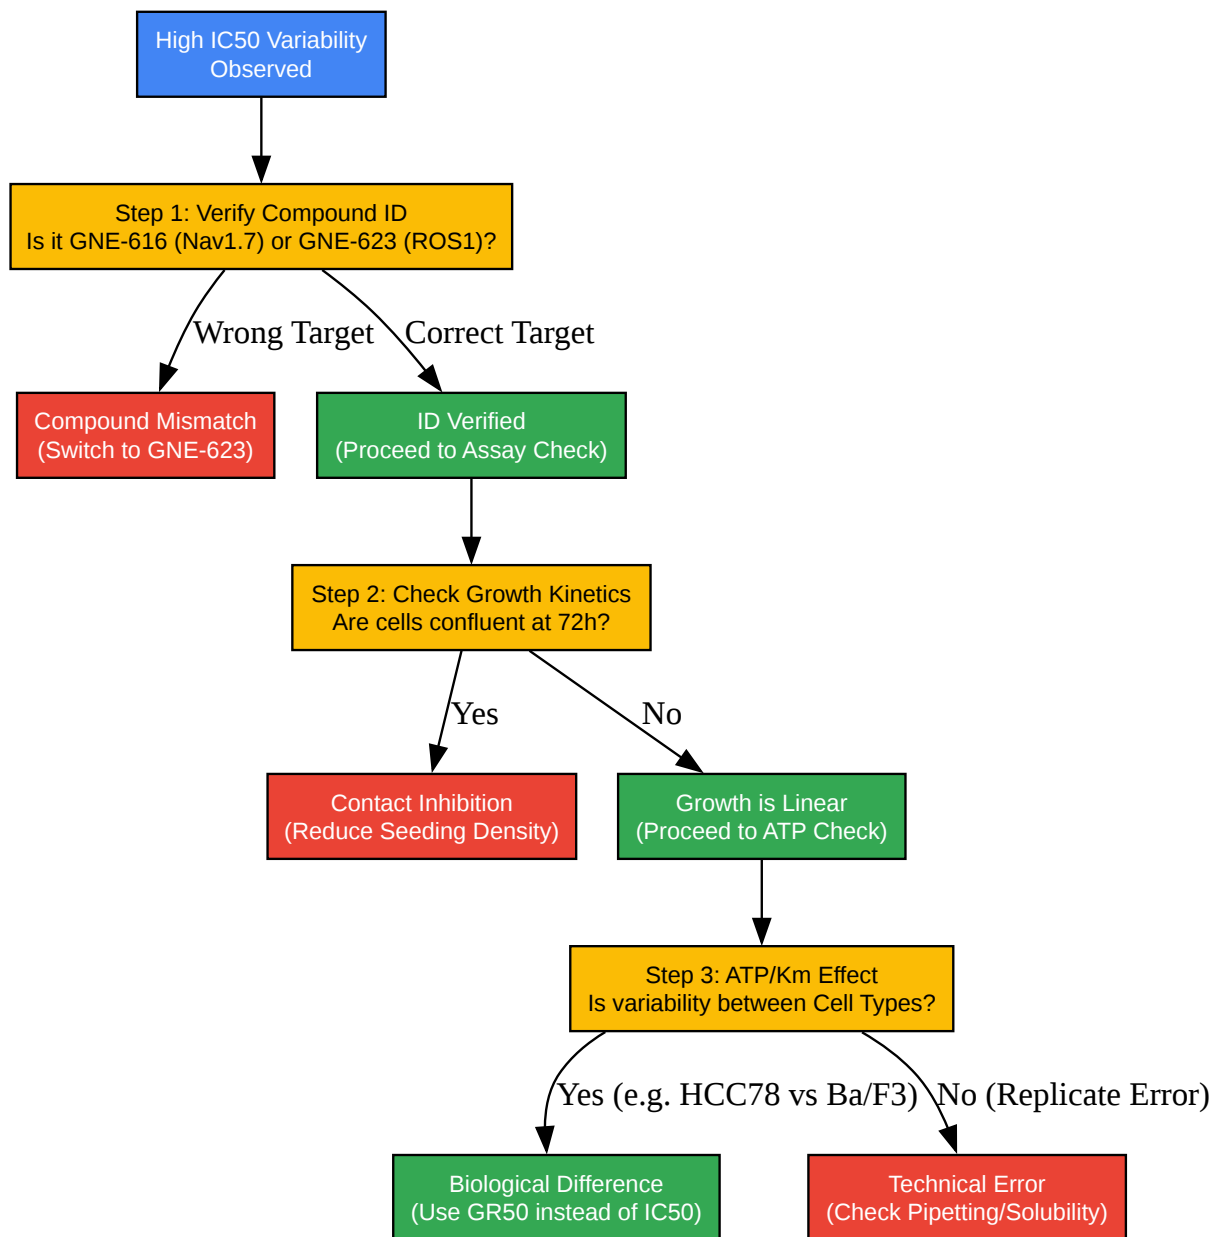 High IC50 Variability
Observed
Step 1: Verify Compound ID
Is it GNE-616 (Nav1.7) or GNE-623 (ROS1)?
Wrong Target
Correct Target
Compound Mismatch
(Switch to GNE-623)
ID Verified
(Proceed to Assay Check)
Step 2: Check Growth Kinetics
Are cells confluent at 72h?
Yes
No
Contact Inhibition
(Reduce Seeding Density)
Growth is Linear
(Proceed to ATP Check)
Step 3: ATP/Km Effect
Is variability between Cell Types?
Yes (e.g. HCC78 vs Ba/F3)
No (Replicate Error)
Biological Difference
(Use GR50 instead of IC50)
Technical Error
(Check Pipetting/Solubility)